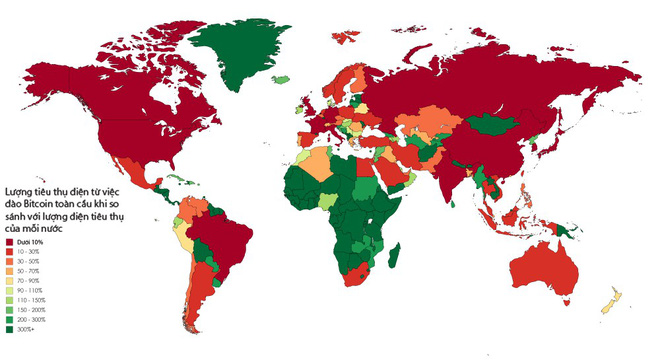 Lượng tiêu thụ điện từ việc
đào Bitcoin toàn cầu khi so
sánh với lượng điện tiêu thụ
của mỗi nước
Dưới 10%
10 - 30%
30 - 50%
50 - 70%
70 - 90%
90 - 110%
110 - 150%
150 - 200%
200 - 300%
300%+